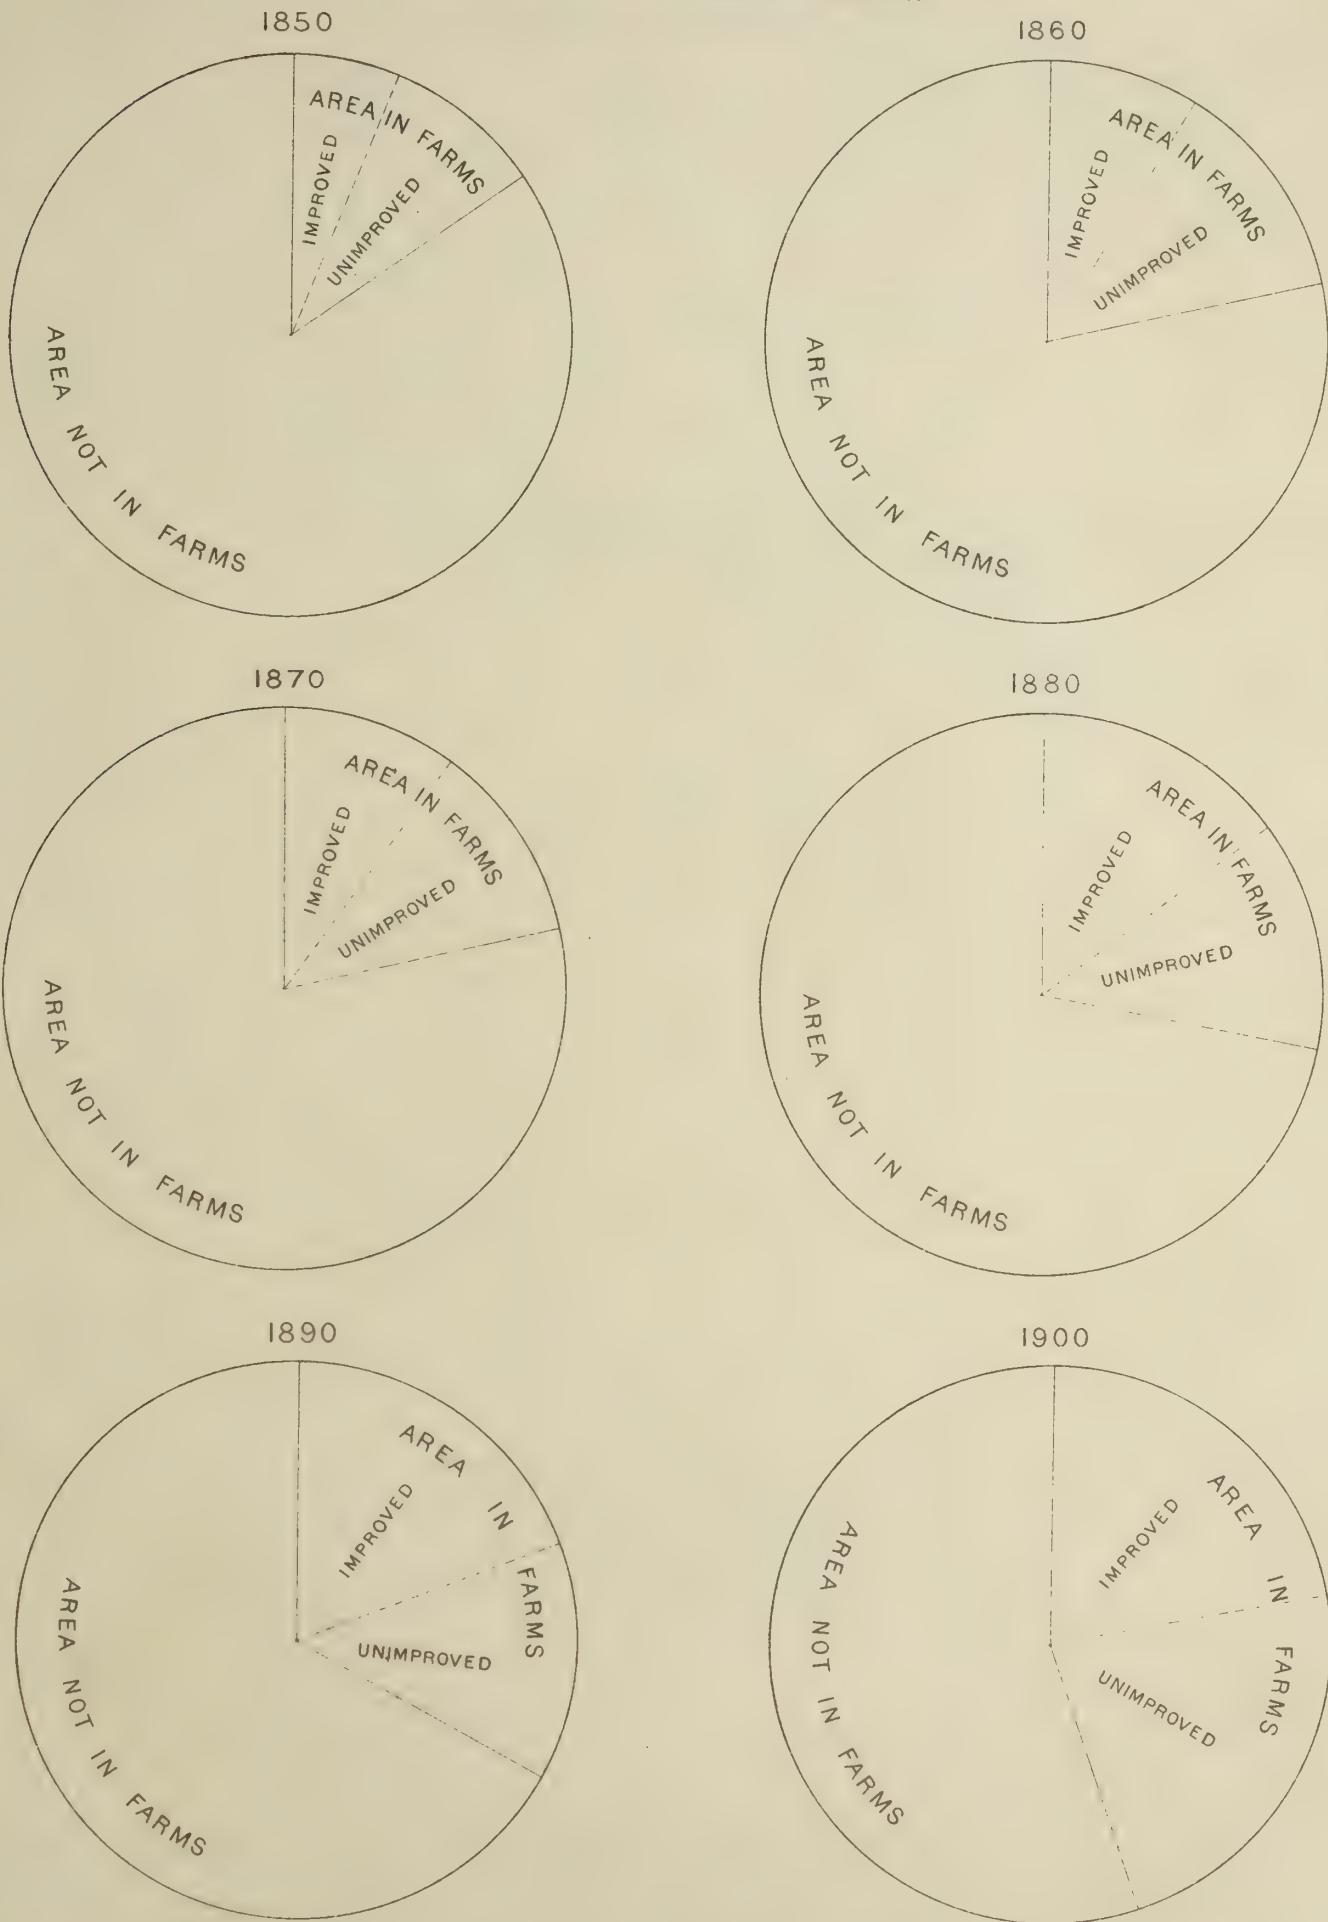 1850
AREA IN FARMS
IMPROVED
UNIMPROVED
AREA NOT IN FARMS
1860
AREA IN FARMS
IMPROVED
UNIMPROVED
AREA NOT IN FARMS
1870
AREA IN FARMS
IMPROVED
UNIMPROVED
AREA NOT IN FARMS
1880
AREA IN FARMS
IMPROVED
UNIMPROVED
AREA NOT IN FARMS
1890
AREA IN FARMS
IMPROVED
UNIMPROVED
AREA NOT IN FARMS
1900
AREA IN FARMS
IMPROVED
UNIMPROVED
AREA NOT IN FARMS